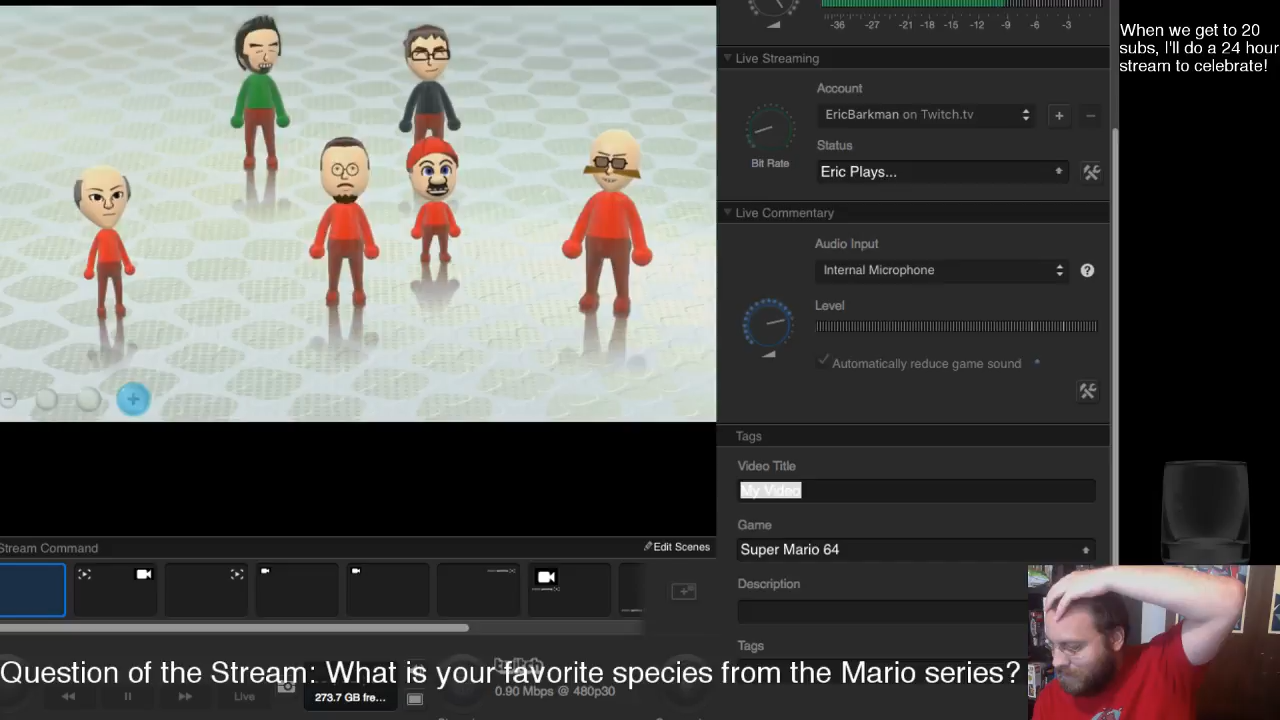 -36 -27 -21 -18 -15 -12 -9 -6 -3
When we get to 20
subs, I'll do a 24 hour
stream to celebrate!
Live Streaming
Account
EricBarkman on Twitch.tv
Bit Rate
Status
Eric Plays...
Live Commentary
Audio Input
Internal Microphone
Level
Automatically reduce game sound
Tags
Video Title
My Video
Game
Super Mario 64
Description
Tags
Stream Command
Edit Scenes
Question of the Stream: What is your favorite species from the Mario series?
Live
273.7 GB fre...
0.90 Mbps @ 480p30